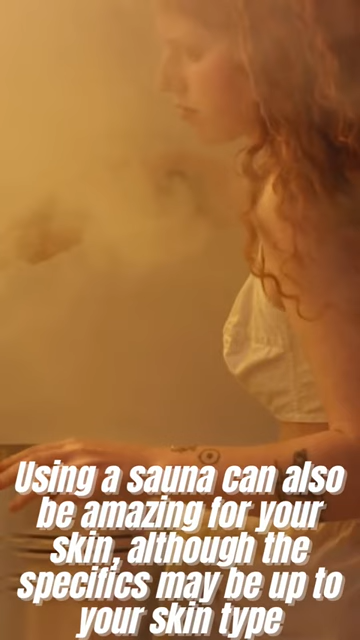 Using a sauna can also
be amazing for your
skin, although the
specifics may be up to
your skin type